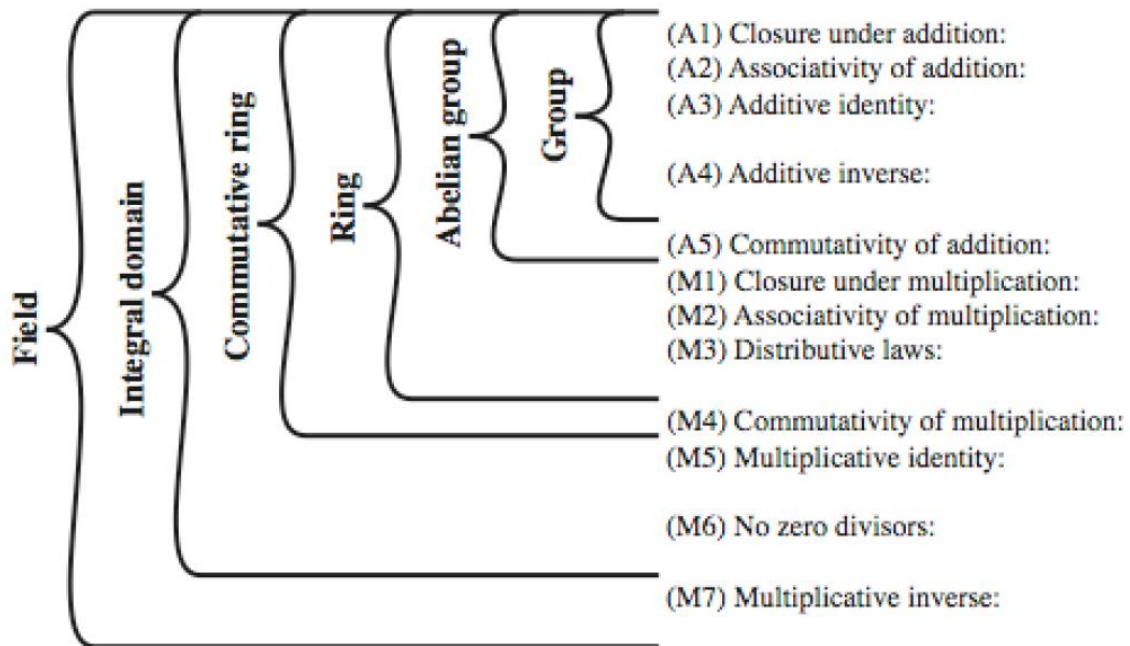 Field
Integral domain
Commutative ring
Ring
Abelian group
Group
(A1) Closure under addition:
(A2) Associativity of addition:
(A3) Additive identity:
(A4) Additive inverse:
(A5) Commutativity of addition:
(M1) Closure under multiplication:
(M2) Associativity of multiplication:
(M3) Distributive laws:
(M4) Commutativity of multiplication:
(M5) Multiplicative identity:
(M6) No zero divisors:
(M7) Multiplicative inverse: